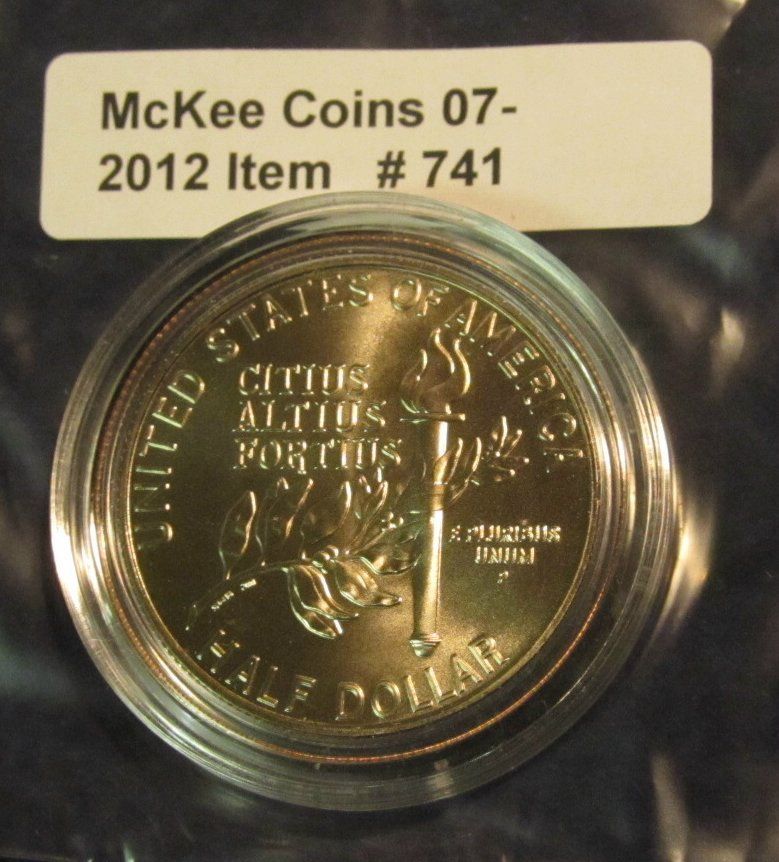 McKee Coins 07-
2012 Item # 741
UNITED STATES OF AMERICA
CITIUS
ALTIUS
FORTIUS
E PLURIBUS
UNUM
P
HALF DOLLAR